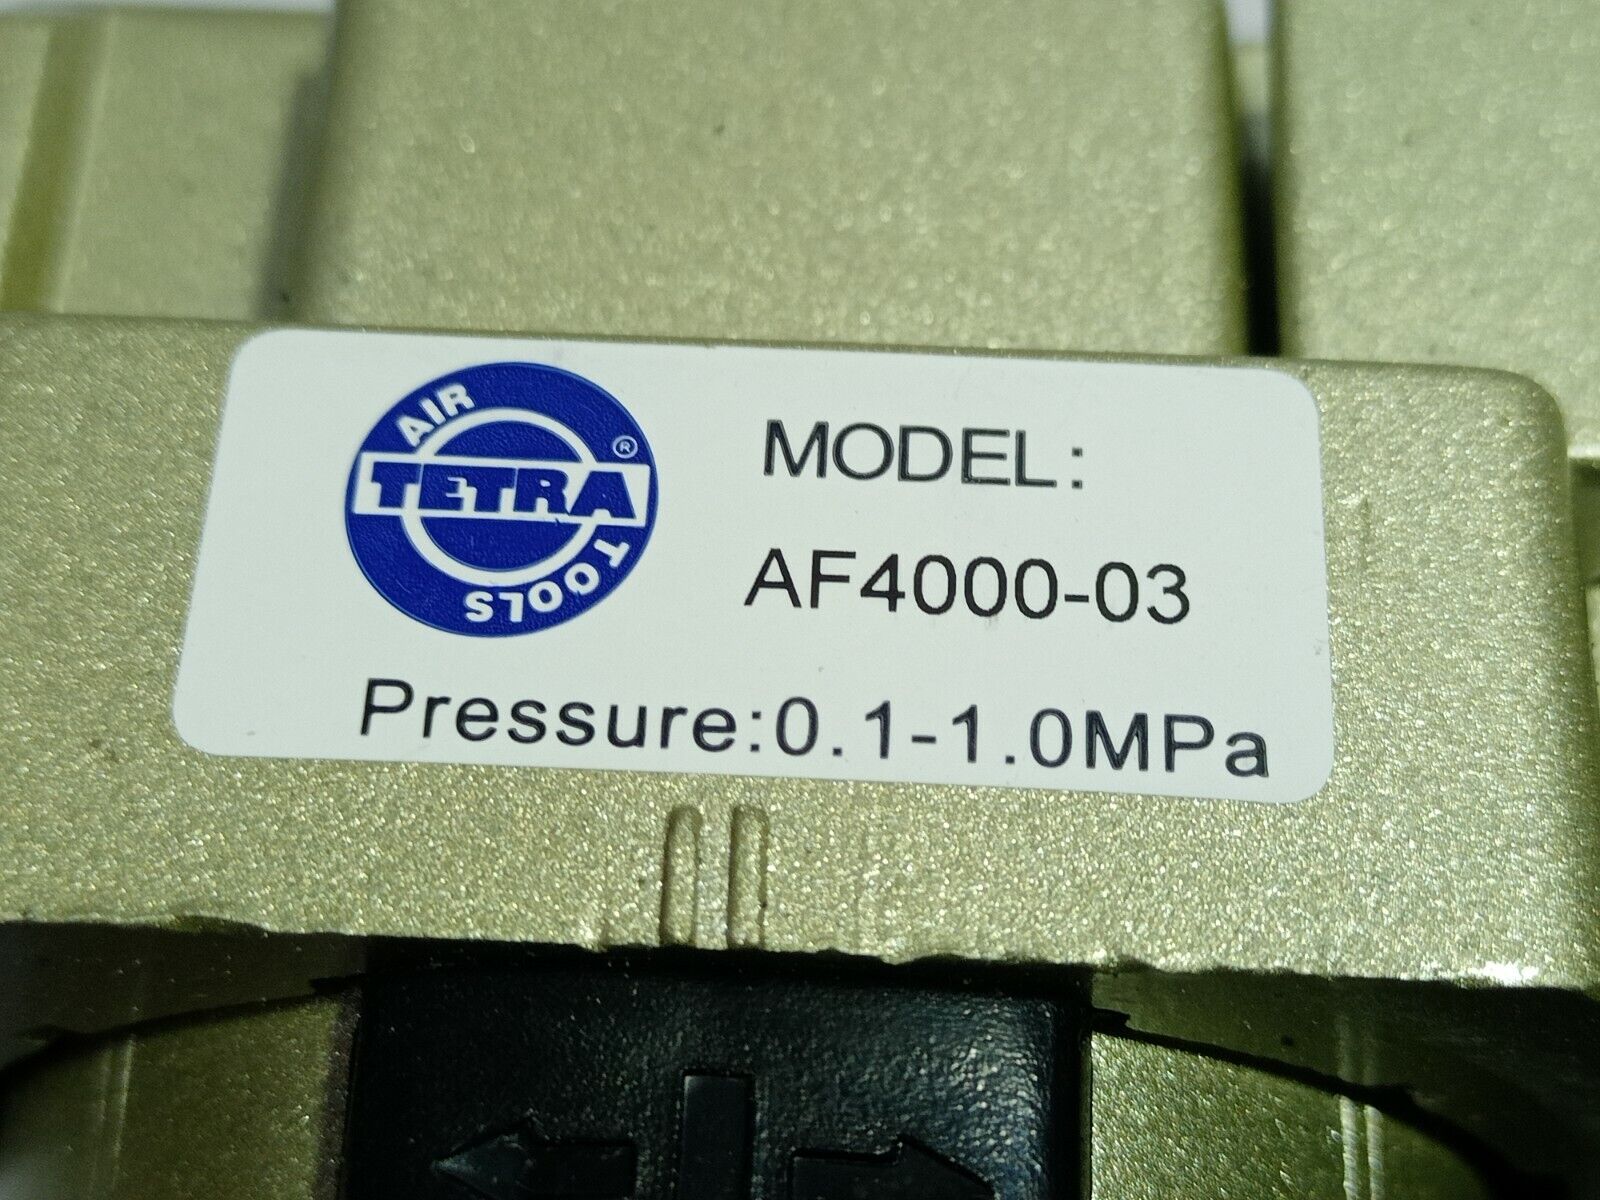 AIR
TETRA ®
TOOLS
MODEL:
AF4000-03
Pressure:0.1-1.0MPa